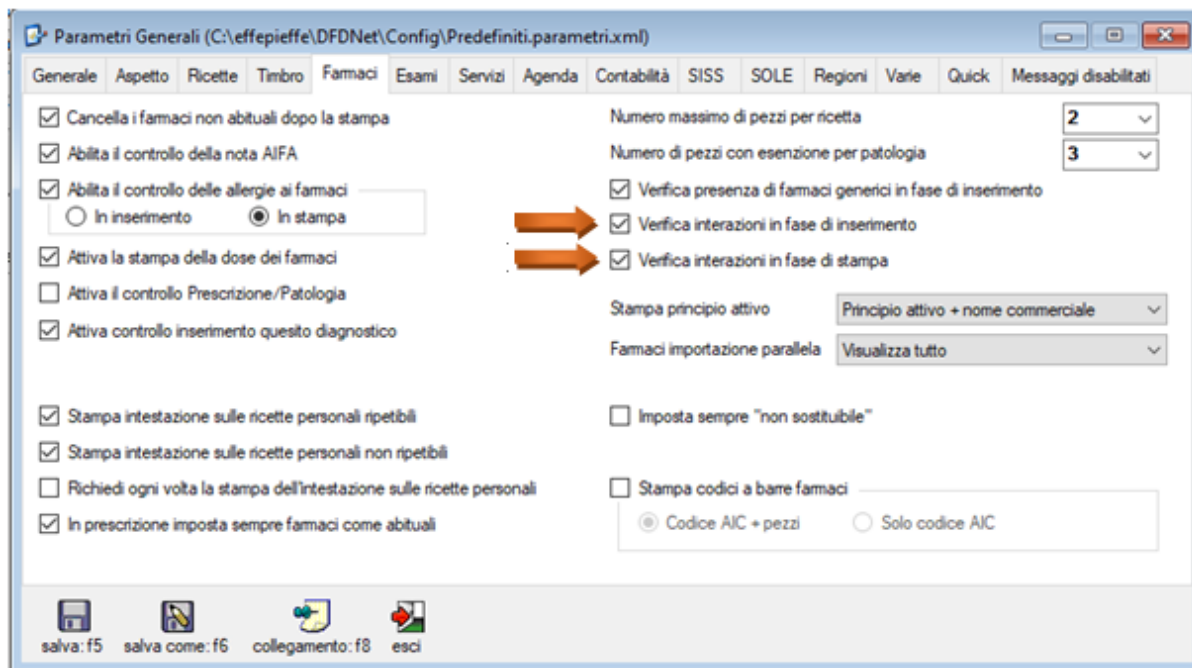 Parametri Generali (C:\effepieffe\DFDNet\Config\Predefiniti.parametri.xml)
Generale Aspetto Ricette Timbro Farmaci Esami Servizi Agenda Contabilità SISS SOLE Regioni Varie Quick Messaggi disabilitati
Cancella i farmaci non abituali dopo la stampa
Abilita il controllo della nota AIFA
Abilita il controllo delle allergie ai farmaci
In inserimento In stampa
Attiva la stampa della dose dei farmaci
Attiva il controllo Prescrizione/Patologia
Attiva controllo inserimento quesito diagnostico
Stampa intestazione sulle ricette personali ripetibili
Stampa intestazione sulle ricette personali non ripetibili
Richiedi ogni volta la stampa dell'intestazione sulle ricette personali
In prescrizione imposta sempre farmaci come abituali
Numero massimo di pezzi per ricetta 2
Numero di pezzi con esenzione per patologia 3
Verifica presenza di farmaci generici in fase di inserimento
Verifica interazioni in fase di inserimento
Verifica interazioni in fase di stampa
Stampa principio attivo Principio attivo + nome commerciale
Farmaci importazione parallela Visualizza tutto
Imposta sempre "non sostituibile"
Stampa codici a barre farmaci
Codice AIC + pezzi Solo codice AIC
salva: f5 salva come: f6 collegamento: f8 esci